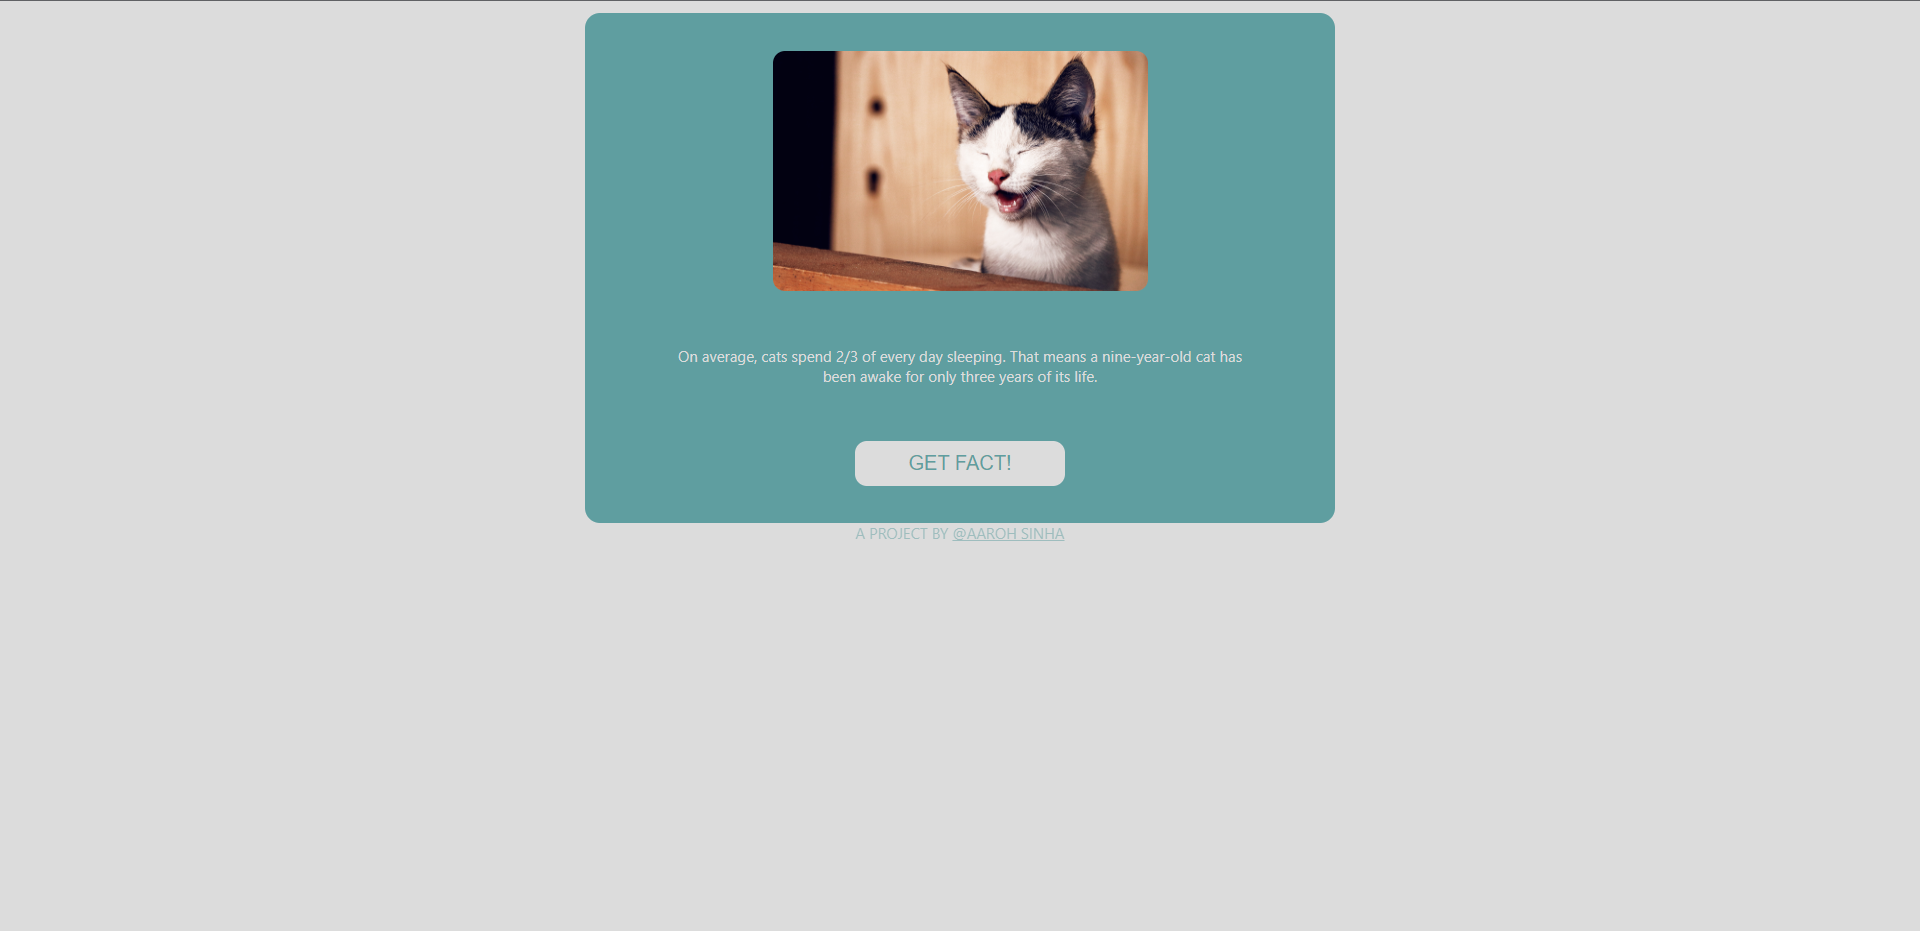 On average, cats spend 2/3 of every day sleeping. That means a nine-year-old cat has
been awake for only three years of its life.
GET FACT!
A PROJECT BY @AAROH SINHA